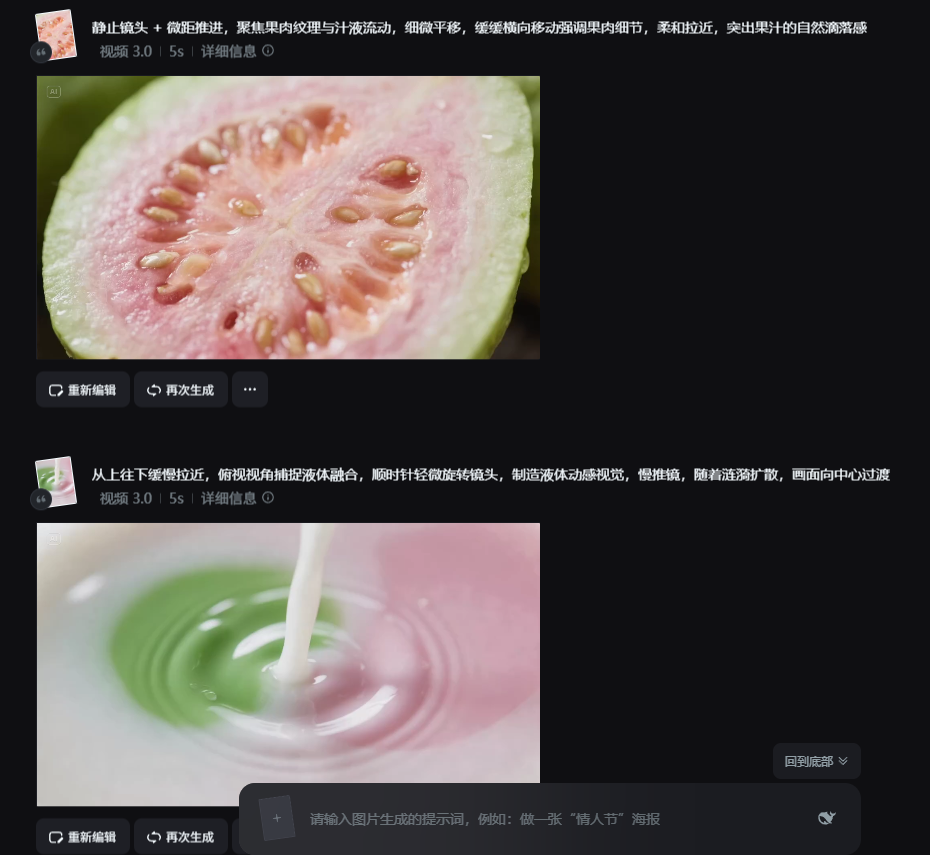 静止镜头 + 微距推进，聚焦果肉纹理与汁液流动，细微平移，缓缓横向移动强调果肉细节，柔和拉近，突出果汁的自然滴落感
视频 3.0 | 5s | 详细信息
AI
重新编辑 再次生成 ...
从上往下缓慢拉近，俯视视角捕捉液体融合，顺时针轻微旋转镜头，制造液体动感视觉，慢推镜，随着涟漪扩散，画面向中心过渡
视频 3.0 | 5s | 详细信息
AI
回到底部
请输入图片生成的提示词，例如：做一张“情人节”海报
重新编辑 再次生成